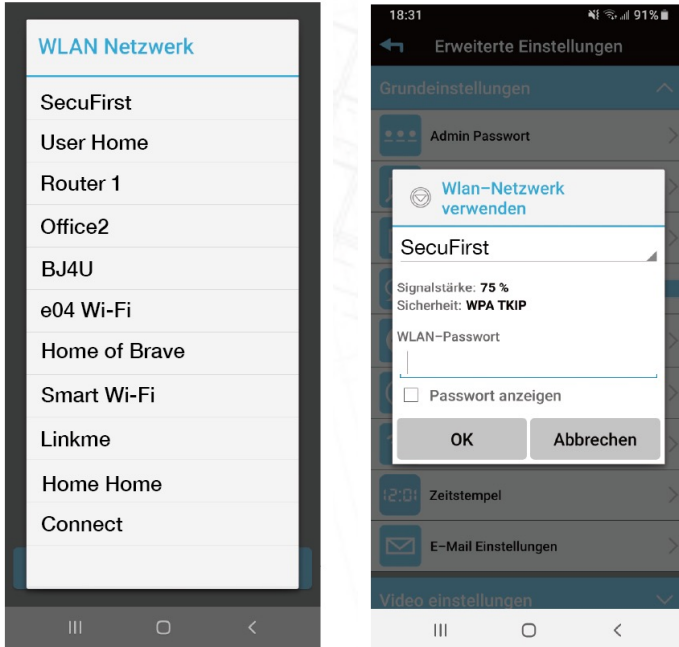 WLAN Netzwerk
SecuFirst
User Home
Router 1
Office2
BJ4U
e04 Wi-Fi
Home of Brave
Smart Wi-Fi
Linkme
Home Home
Connect
18:31
91%
Erweiterte Einstellungen
Grundeinstellungen
Admin Passwort
Wlan-Netzwerk
verwenden
SecuFirst
Signalstärke: 75 %
Sicherheit: WPA TKIP
WLAN-Passwort
Passwort anzeigen
OK Abbrechen
12:01 Zeitstempel
E-Mail Einstellungen
Video einstellungen